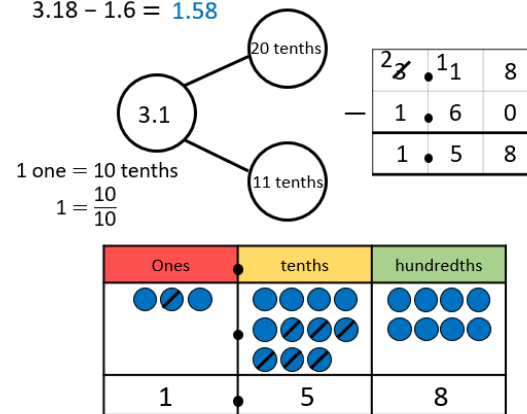 3.18 − 1.6 = 1.58
20 tenths
3.1
11 tenths
1 one = 10 tenths
1 = 10/10
2 3 . 1 1 8
− 1 . 6 0
1 . 5 8
Ones . tenths hundredths
1 . 5 8